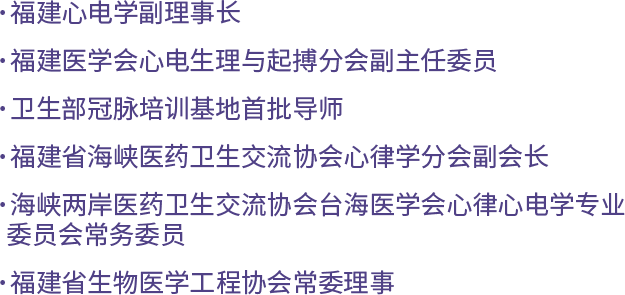 ·福建心电学副理事长
·福建医学会心电生理与起搏分会副主任委员
·卫生部冠脉培训基地首批导师
·福建省海峡医药卫生交流协会心律学分会副会长
·海峡两岸医药卫生交流协会台海医学会心律心电学专业
委员会常务委员
·福建省生物医学工程协会常委理事